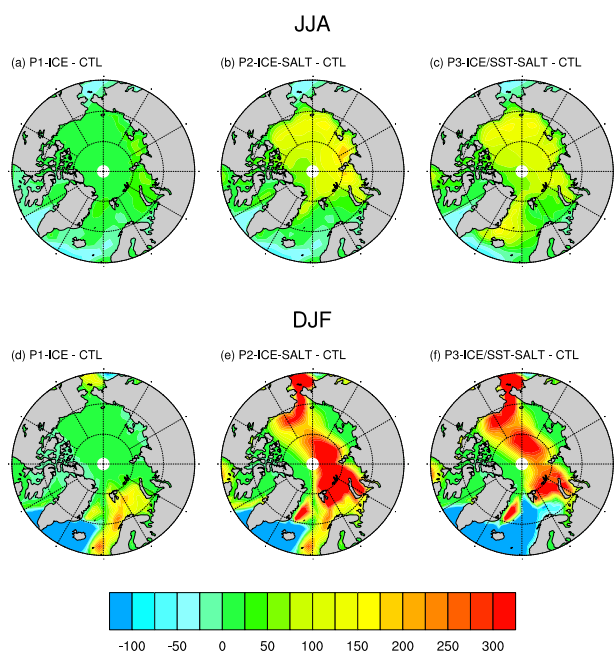 JJA
(a) P1-ICE - CTL
(b) P2-ICE-SALT - CTL
(c) P3-ICE/SST-SALT - CTL
DJF
(d) P1-ICE - CTL
(e) P2-ICE-SALT - CTL
(f) P3-ICE/SST-SALT - CTL
-100 -50 0 50 100 150 200 250 300